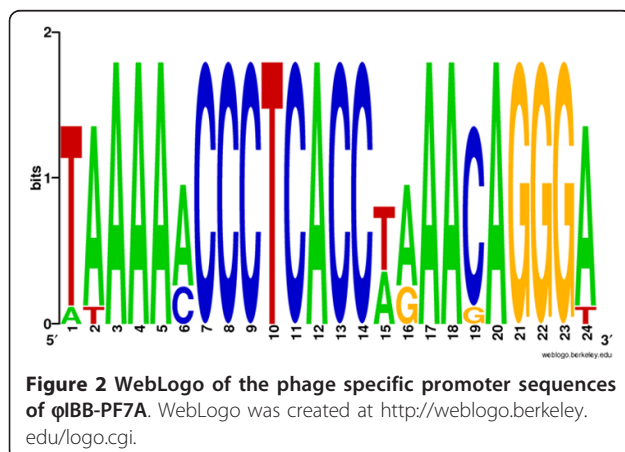 2
bits
1
0
TAAAAACCCTCACCTAAACAGGGA
ATCAGGT
1 2 3 4 5 6 7 8 9 10 11 12 13 14 15 16 17 18 19 20 21 22 23 24
5′ 3′
weblogo.berkeley.edu
Figure 2 WebLogo of the phage specific promoter sequences
of φIBB-PF7A. WebLogo was created at http://weblogo.berkeley.
edu/logo.cgi.